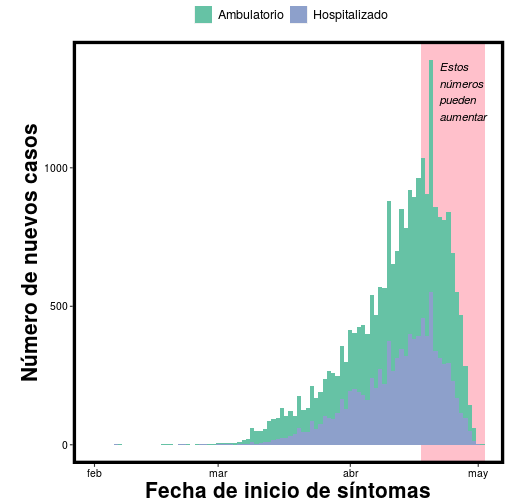 Ambulatorio Hospitalizado
Estos
números
pueden
aumentar
1000
500
0
Número de nuevos casos
feb mar abr may
Fecha de inicio de síntomas